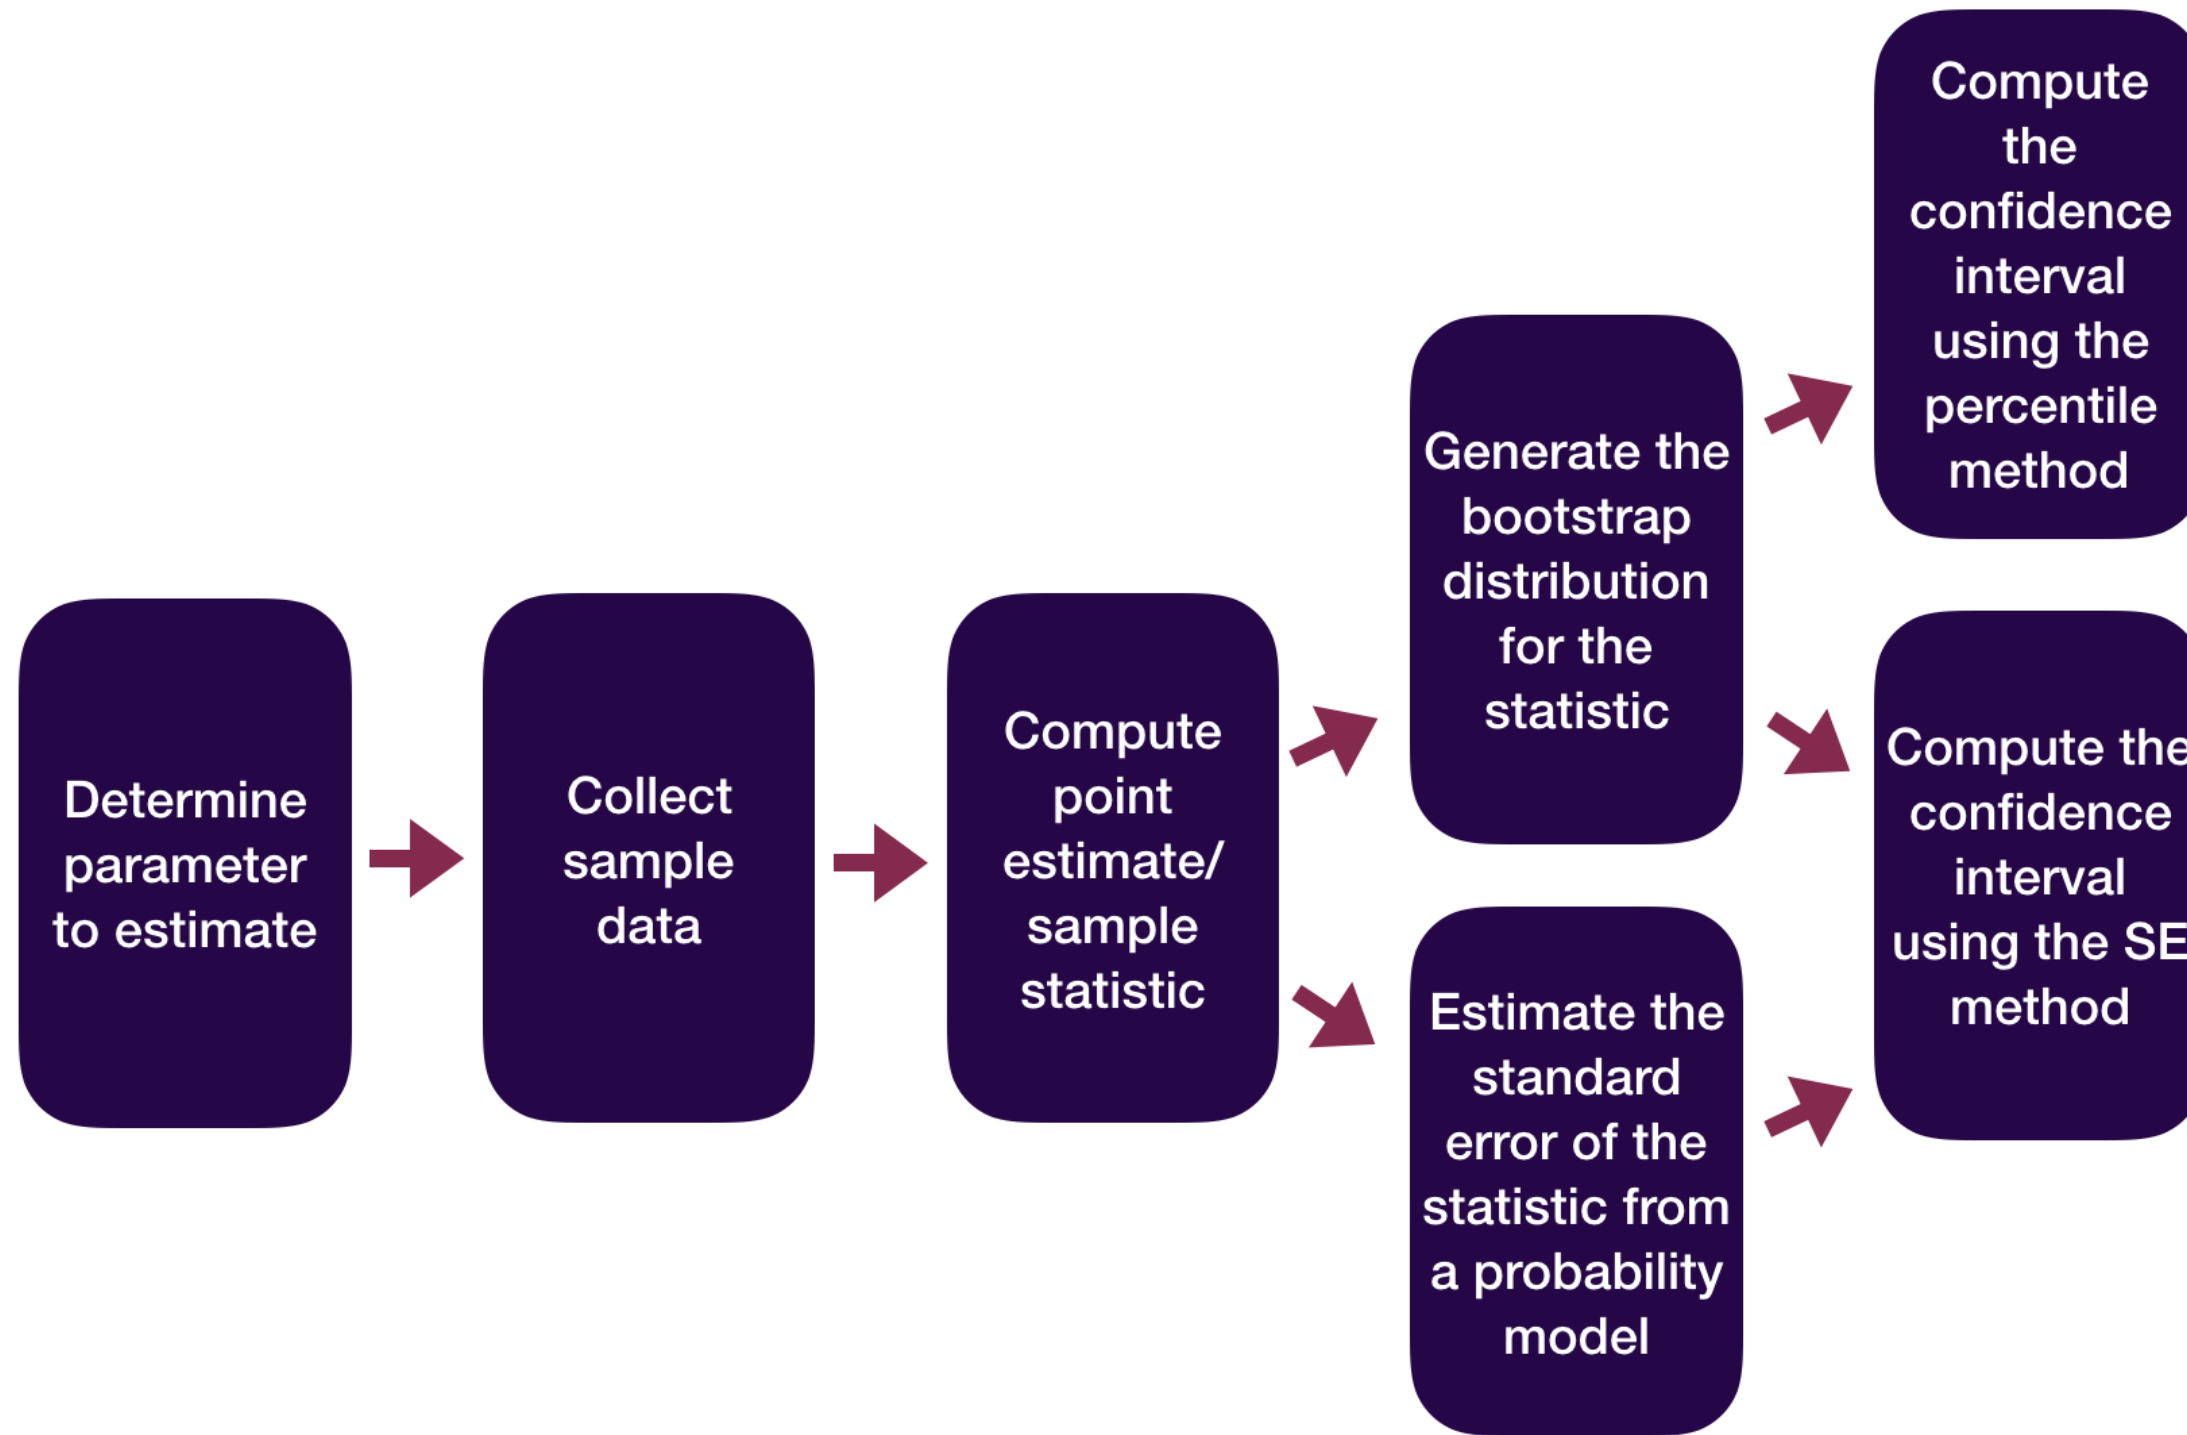 Determine
parameter
to estimate
Collect
sample
data
Compute
point
estimate/
sample
statistic
Generate the
bootstrap
distribution
for the
statistic
Estimate the
standard
error of the
statistic from
a probability
model
Compute
the
confidence
interval
using the
percentile
method
Compute the
confidence
interval
using the SE
method